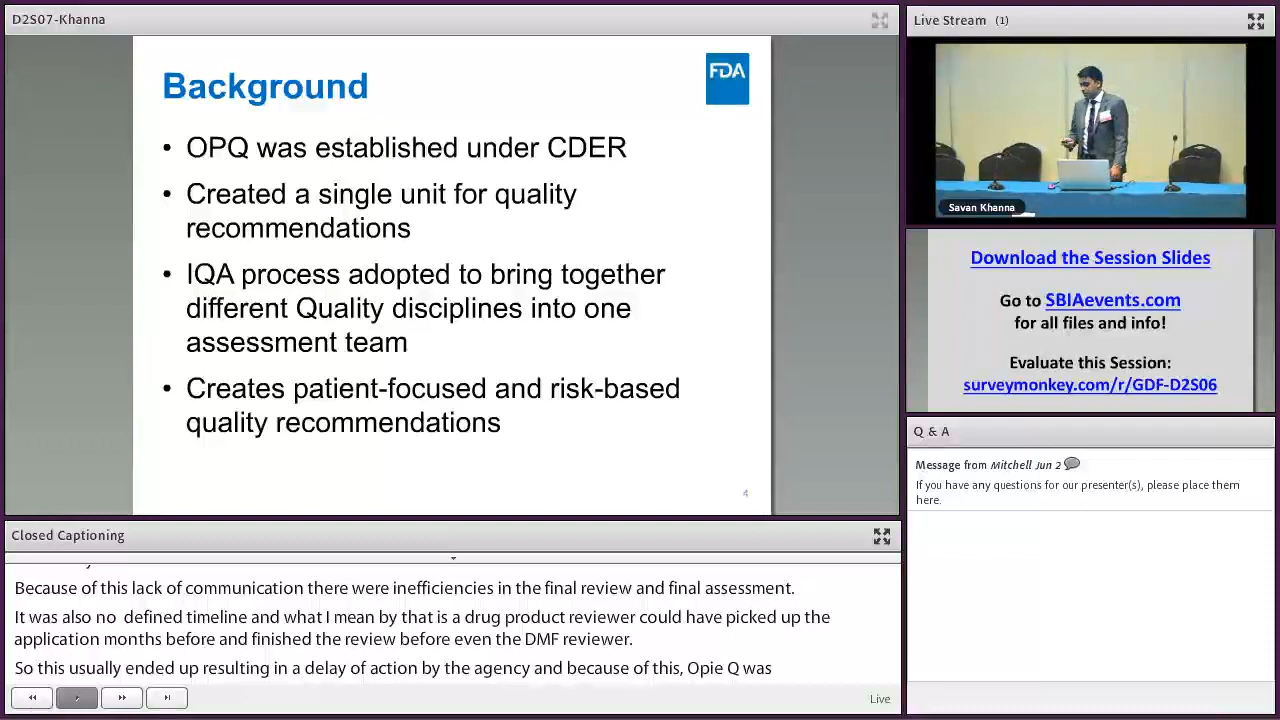 D2S07-Khanna
Background
FDA
• OPQ was established under CDER
• Created a single unit for quality
recommendations
• IQA process adopted to bring together
different Quality disciplines into one
assessment team
• Creates patient-focused and risk-based
quality recommendations
4
Closed Captioning
Because of this lack of communication there were inefficiencies in the final review and final assessment.
It was also no defined timeline and what I mean by that is a drug product reviewer could have picked up the
application months before and finished the review before even the DMF reviewer.
So this usually ended up resulting in a delay of action by the agency and because of this, Opie Q was
Live
Live Stream (1)
Savan Khanna
Download the Session Slides
Go to SBIAevents.com
for all files and info!
Evaluate this Session:
surveymonkey.com/r/GDF-D2S06
Q & A
Message from Mitchell Jun 2
If you have any questions for our presenter(s), please place them
here.